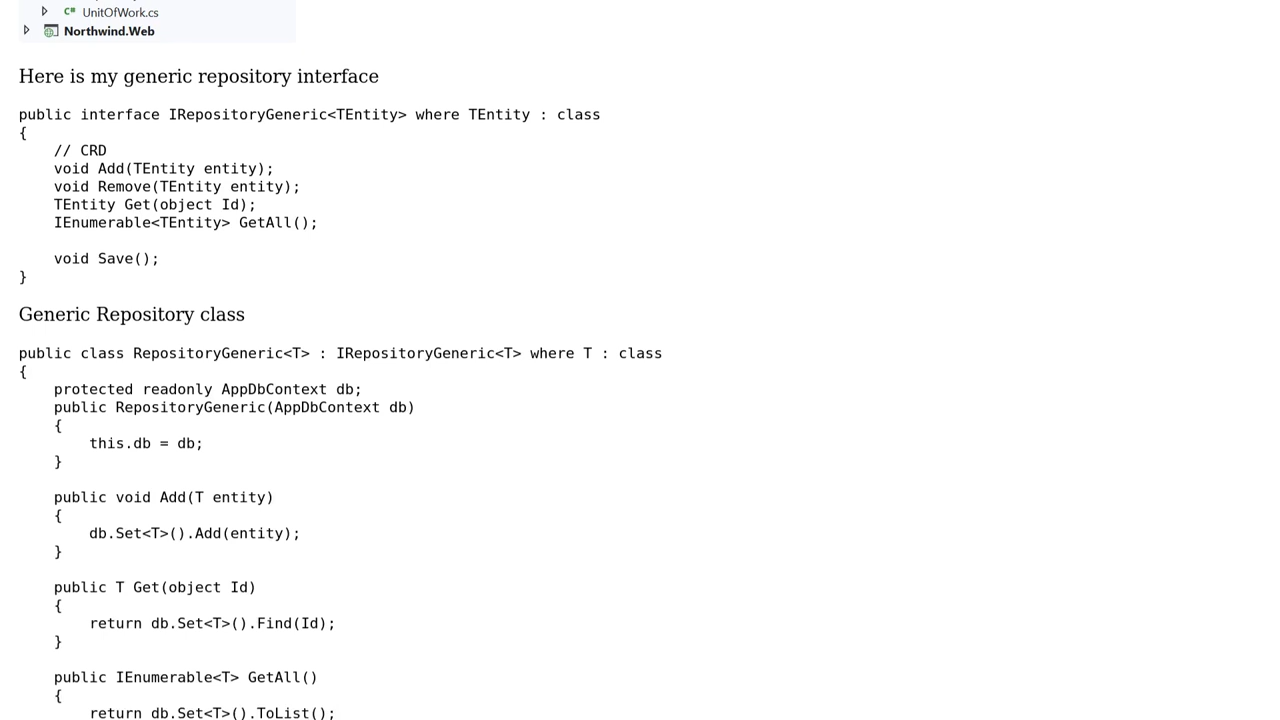 UnitOfWork.cs
Northwind.Web
Here is my generic repository interface
public interface IRepositoryGeneric<TEntity> where TEntity : class
{
    // CRD
    void Add(TEntity entity);
    void Remove(TEntity entity);
    TEntity Get(object Id);
    IEnumerable<TEntity> GetAll();

    void Save();
}
Generic Repository class
public class RepositoryGeneric<T> : IRepositoryGeneric<T> where T : class
{
    protected readonly AppDbContext db;
    public RepositoryGeneric(AppDbContext db)
    {
        this.db = db;
    }

    public void Add(T entity)
    {
        db.Set<T>().Add(entity);
    }

    public T Get(object Id)
    {
        return db.Set<T>().Find(Id);
    }

    public IEnumerable<T> GetAll()
    {
        return db.Set<T>().ToList();